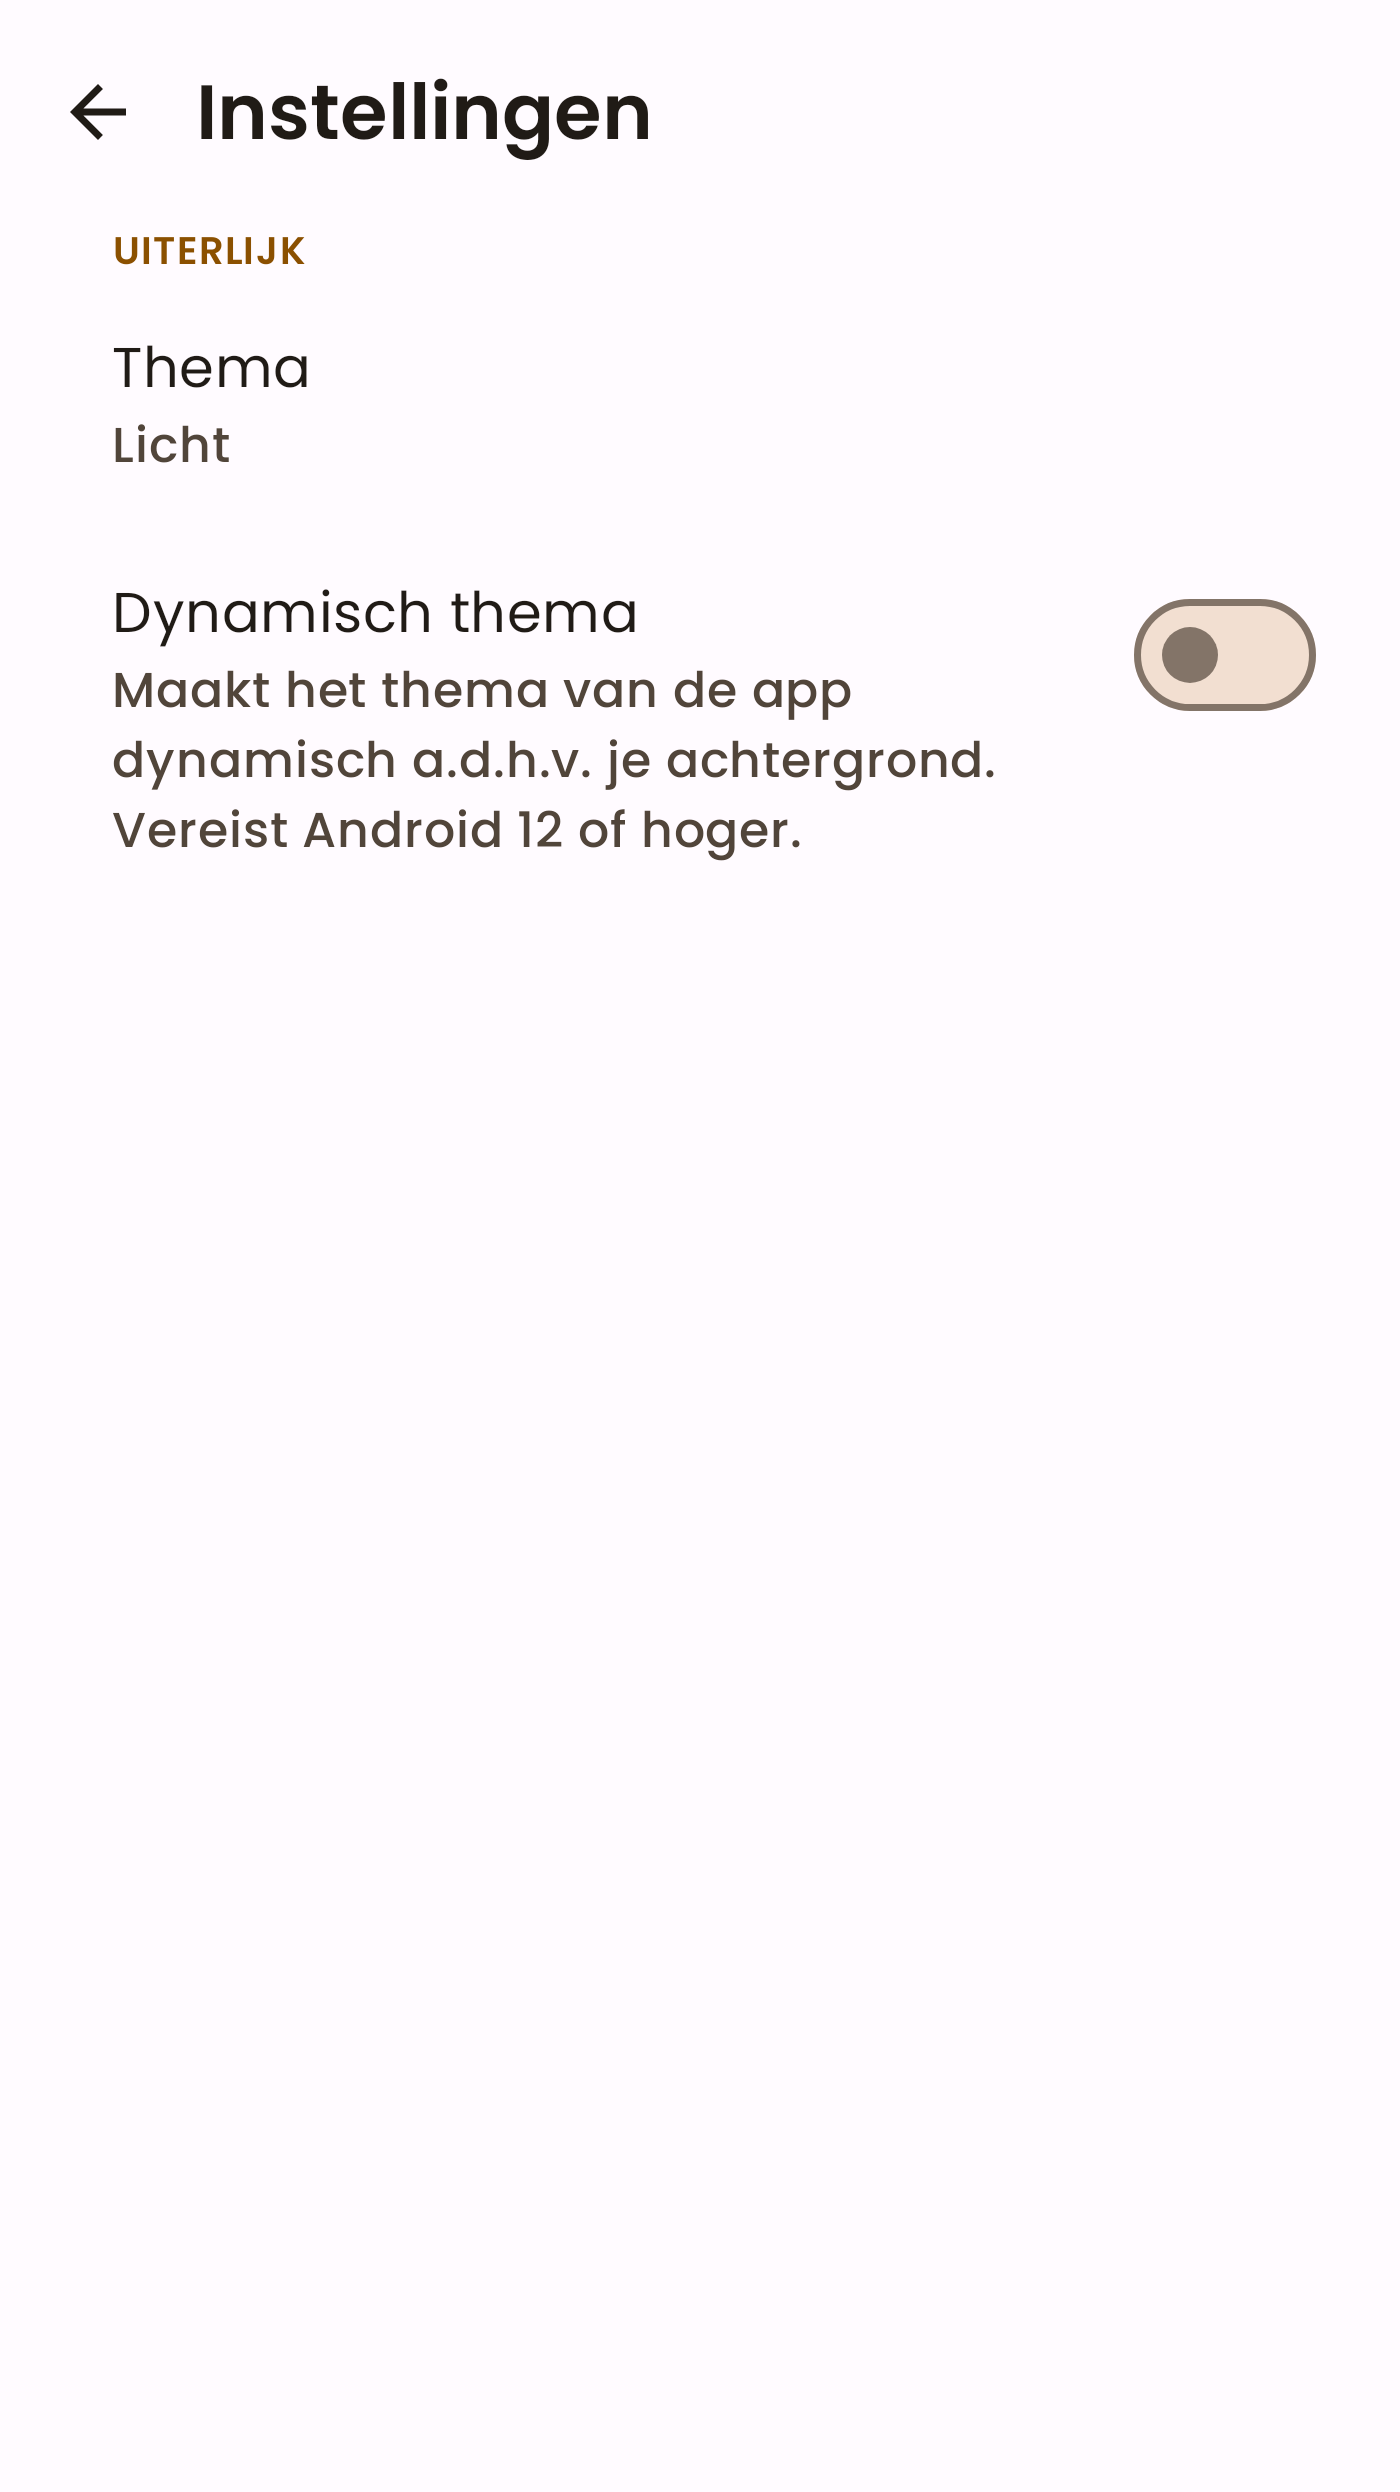 Instellingen
UITERLIJK
Thema
Licht
Dynamisch thema
Maakt het thema van de app
dynamisch a.d.h.v. je achtergrond.
Vereist Android 12 of hoger.